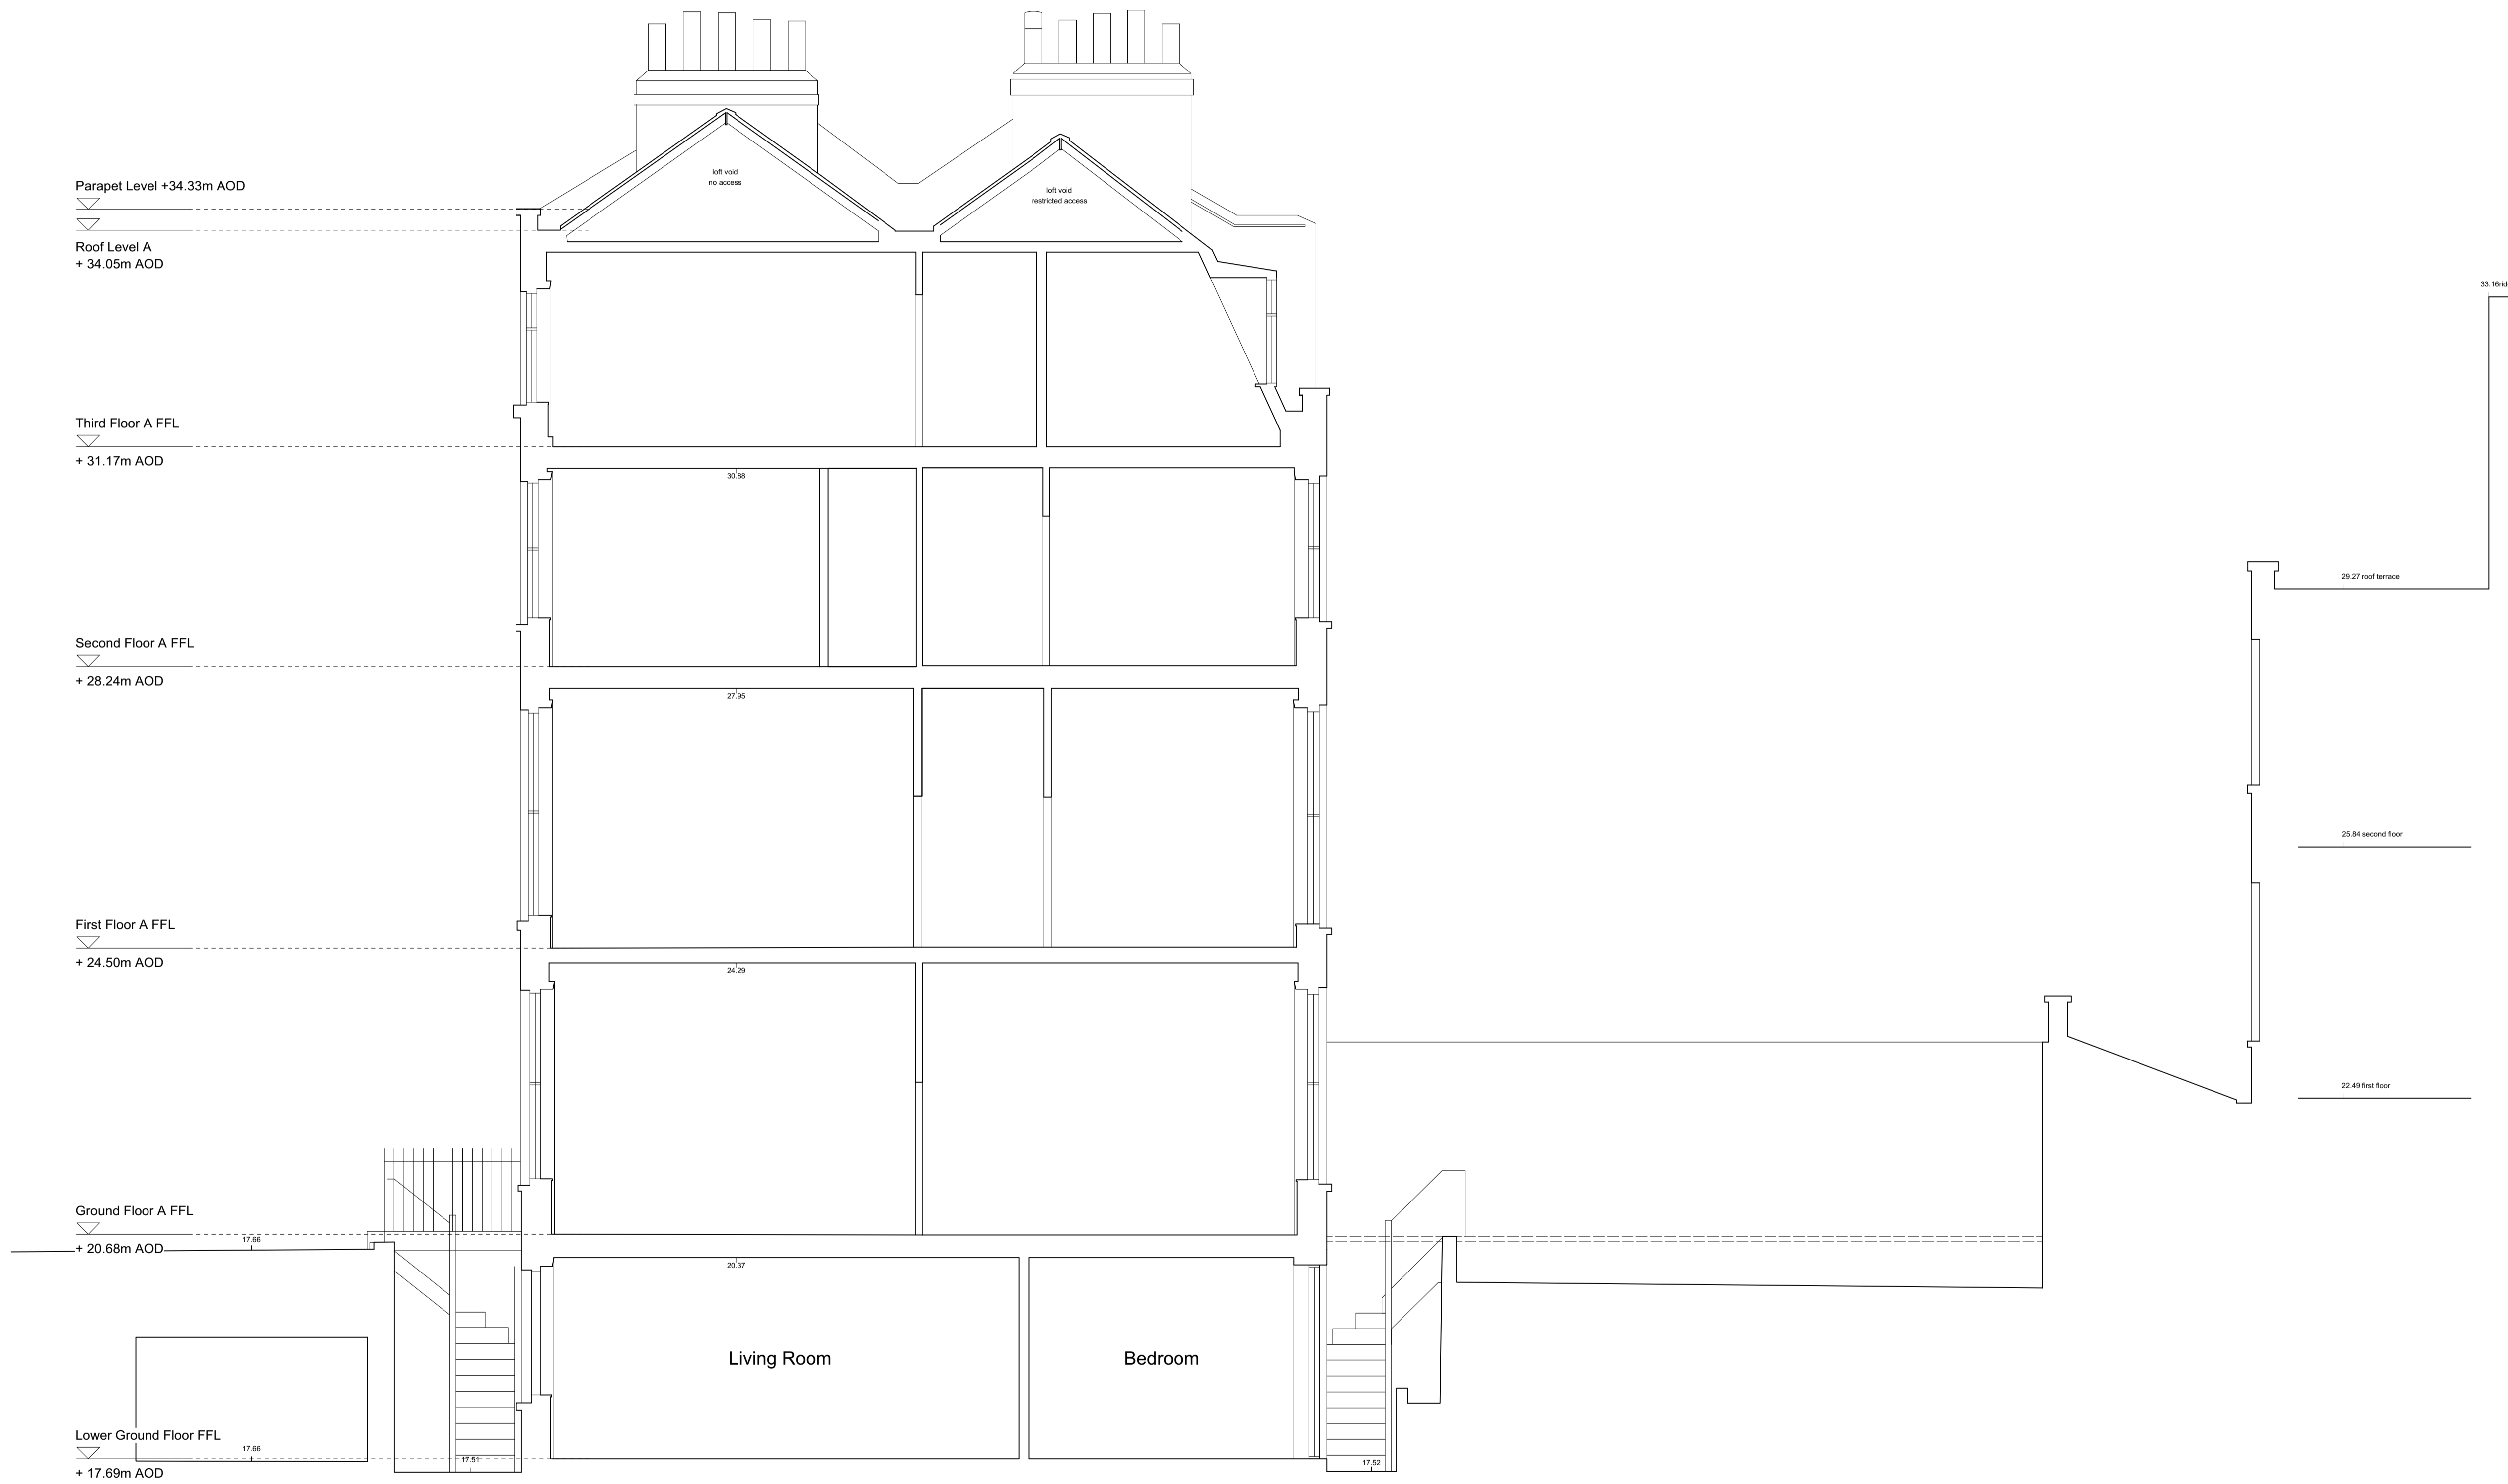 loft void
no access
loft void
restricted access
Parapet Level +34.33m AOD
Roof Level A
+ 34.05m AOD
33.16ridg
Third Floor A FFL
+ 31.17m AOD
30.88
29.27 roof terrace
Second Floor A FFL
+ 28.24m AOD
27.95
25.84 second floor
First Floor A FFL
+ 24.50m AOD
24.29
22.49 first floor
Ground Floor A FFL
+ 20.68m AOD
17.66
20.37
Living Room
Bedroom
Lower Ground Floor FFL
17.66
+ 17.69m AOD
17.51
17.52